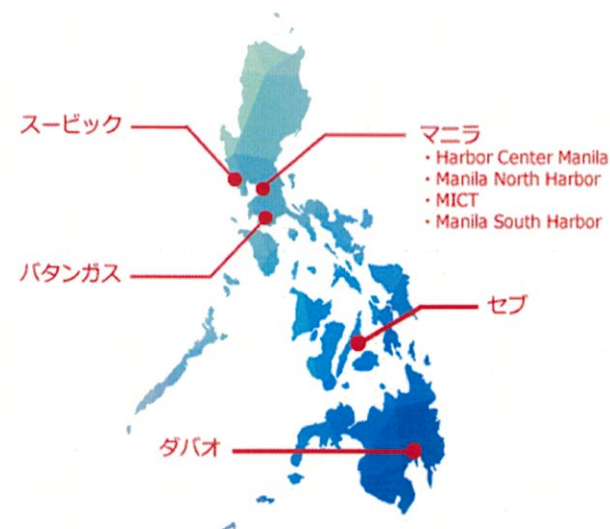 スービック
マニラ
・Harbor Center Manila
・Manila North Harbor
・MICT
・Manila South Harbor
バタンガス
セブ
ダバオ